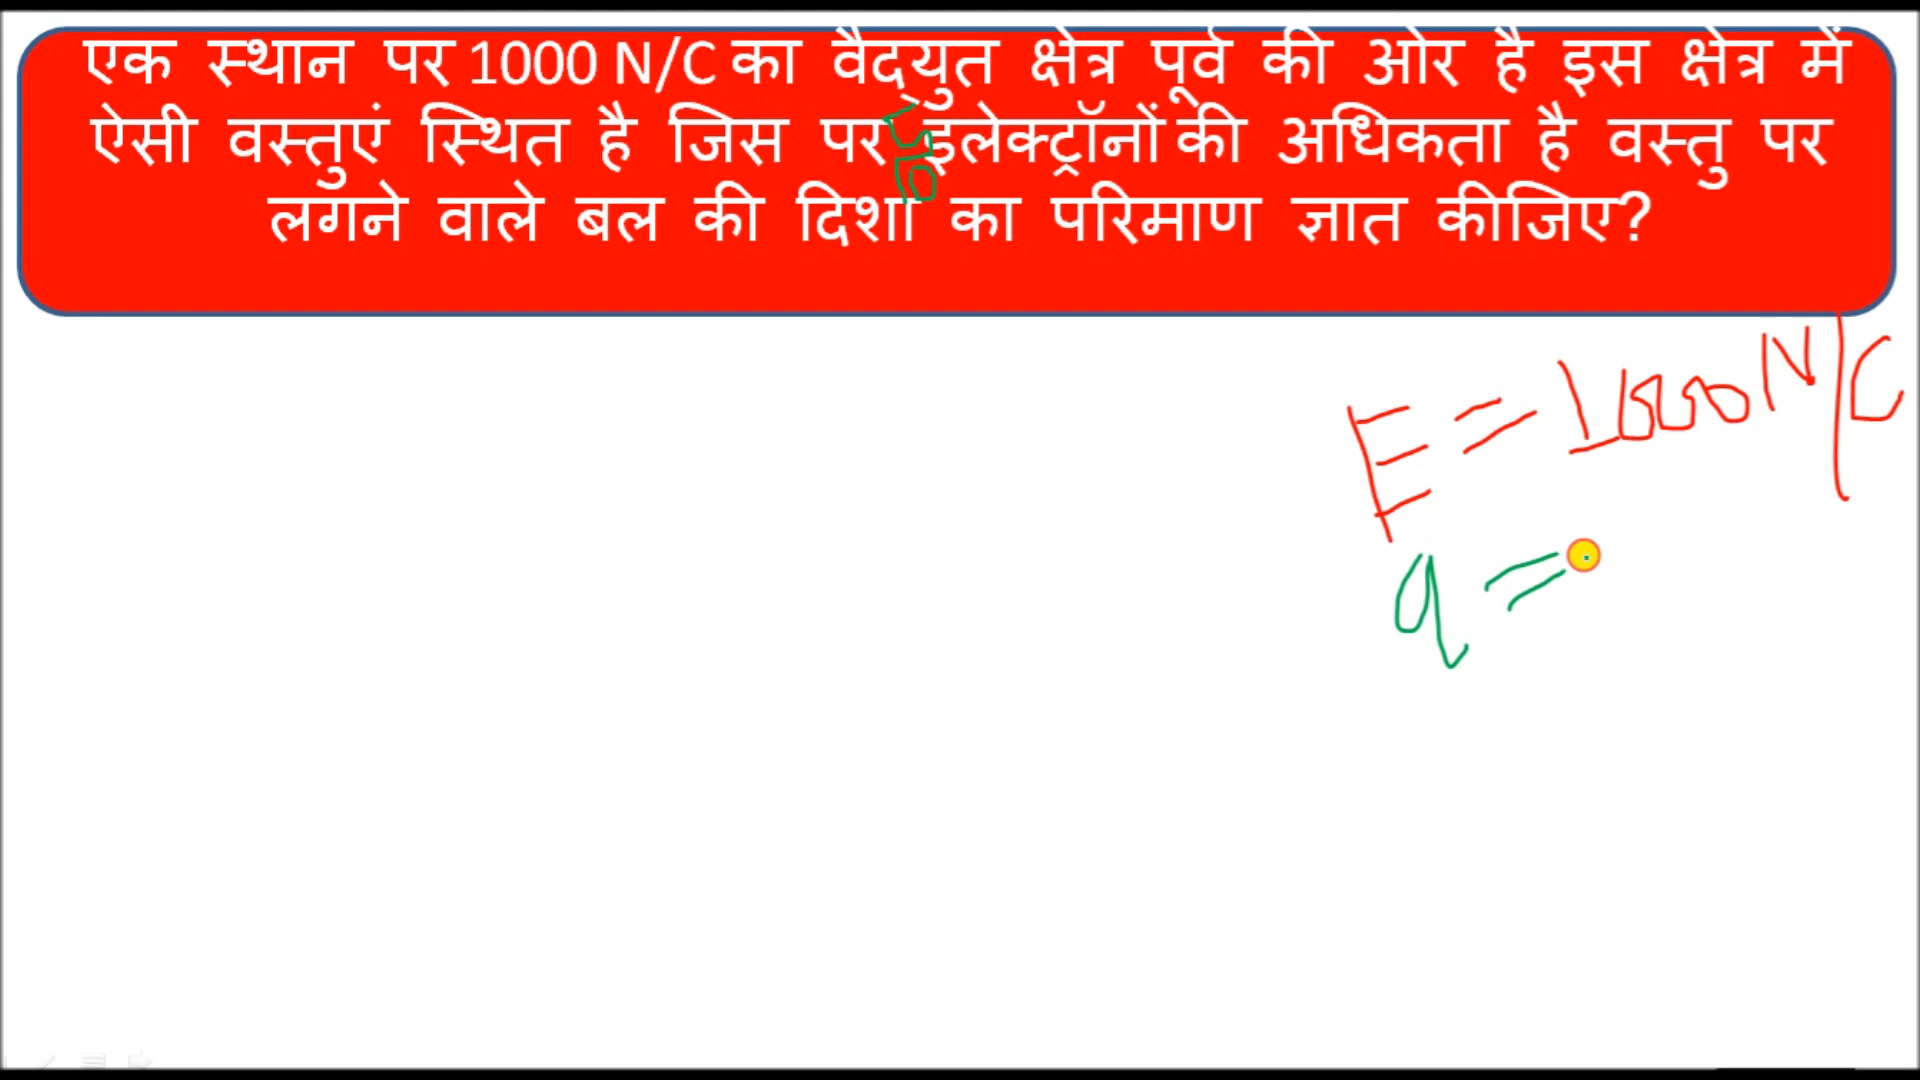 एक स्थान पर 1000 N/C का वैद्युत क्षेत्र पूर्व की ओर है इस क्षेत्र में
ऐसी वस्तुएं स्थित है जिस पर इलेक्ट्रॉनों की अधिकता है वस्तु पर
लगने वाले बल की दिशा का परिमाण ज्ञात कीजिए?
E = 1000 N/C
q =